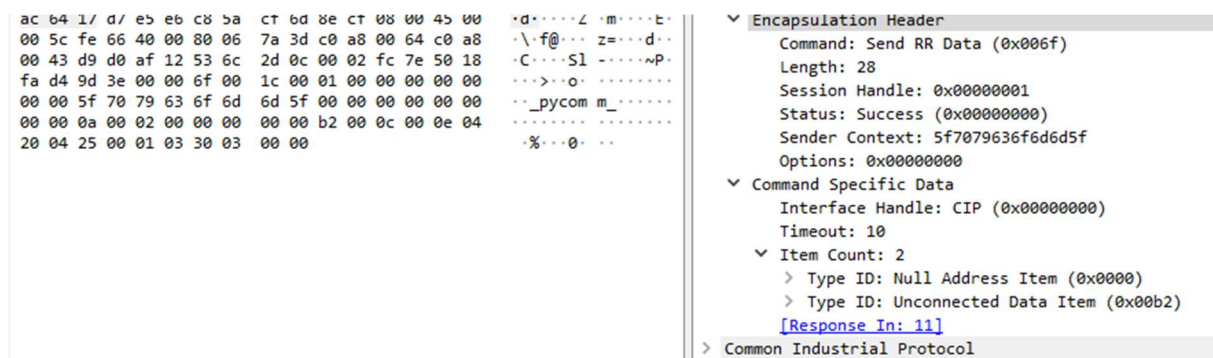 ac 64 17 d7 e5 e6 c8 5a cf 6d 8e cf 08 00 45 00 ·d·····Z ·m····E·
00 5c fe 66 40 00 80 06 7a 3d c0 a8 00 64 c0 a8 ·\·f@··· z=···d··
00 43 d9 d0 af 12 53 6c 2d 0c 00 02 fc 7e 50 18 ·C····Sl -····~P·
fa d4 9d 3e 00 00 6f 00 1c 00 01 00 00 00 00 00 ···>··o· ········
00 00 5f 70 79 63 6f 6d 6d 5f 00 00 00 00 00 00 ··_pycom m_······
00 00 0a 00 02 00 00 00 00 00 b2 00 0c 00 0e 04 ········ ········
20 04 25 00 01 03 30 03 00 00 ·%···0· ··
Encapsulation Header
Command: Send RR Data (0x006f)
Length: 28
Session Handle: 0x00000001
Status: Success (0x00000000)
Sender Context: 5f7079636f6d6d5f
Options: 0x00000000
Command Specific Data
Interface Handle: CIP (0x00000000)
Timeout: 10
Item Count: 2
Type ID: Null Address Item (0x0000)
Type ID: Unconnected Data Item (0x00b2)
[Response In: 11]
Common Industrial Protocol